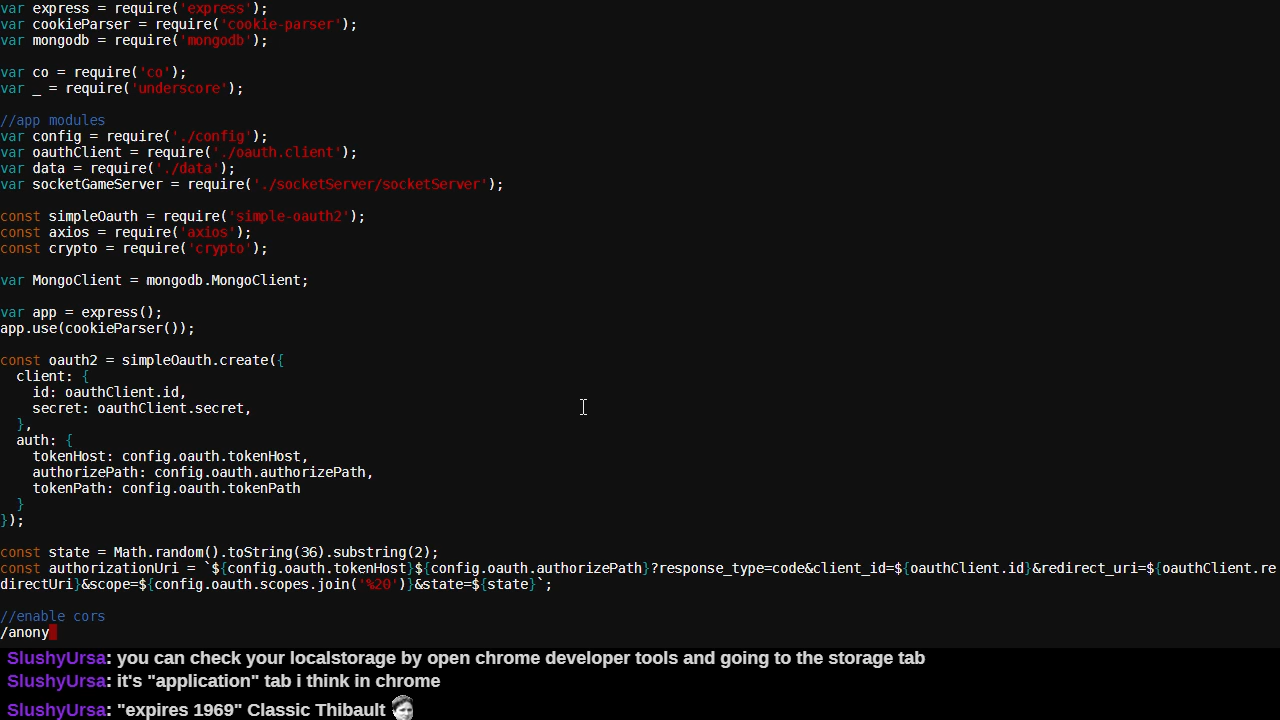 var express = require('express');
var cookieParser = require('cookie-parser');
var mongodb = require('mongodb');

var co = require('co');
var _ = require('underscore');

//app modules
var config = require('./config');
var oauthClient = require('./oauth.client');
var data = require('./data');
var socketGameServer = require('./socketServer/socketServer');

const simpleOauth = require('simple-oauth2');
const axios = require('axios');
const crypto = require('crypto');

var MongoClient = mongodb.MongoClient;

var app = express();
app.use(cookieParser());

const oauth2 = simpleOauth.create({
  client: {
    id: oauthClient.id,
    secret: oauthClient.secret,
  },
  auth: {
    tokenHost: config.oauth.tokenHost,
    authorizePath: config.oauth.authorizePath,
    tokenPath: config.oauth.tokenPath
  }
});

const state = Math.random().toString(36).substring(2);
const authorizationUri = `${config.oauth.tokenHost}${config.oauth.authorizePath}?response_type=code&client_id=${oauthClient.id}&redirect_uri=${oauthClient.re
directUri}&scope=${config.oauth.scopes.join('%20')}&state=${state}`;

//enable cors
/anony
SlushyUrsa: you can check your localstorage by open chrome developer tools and going to the storage tab
SlushyUrsa: it's "application" tab i think in chrome
SlushyUrsa: "expires 1969" Classic Thibault